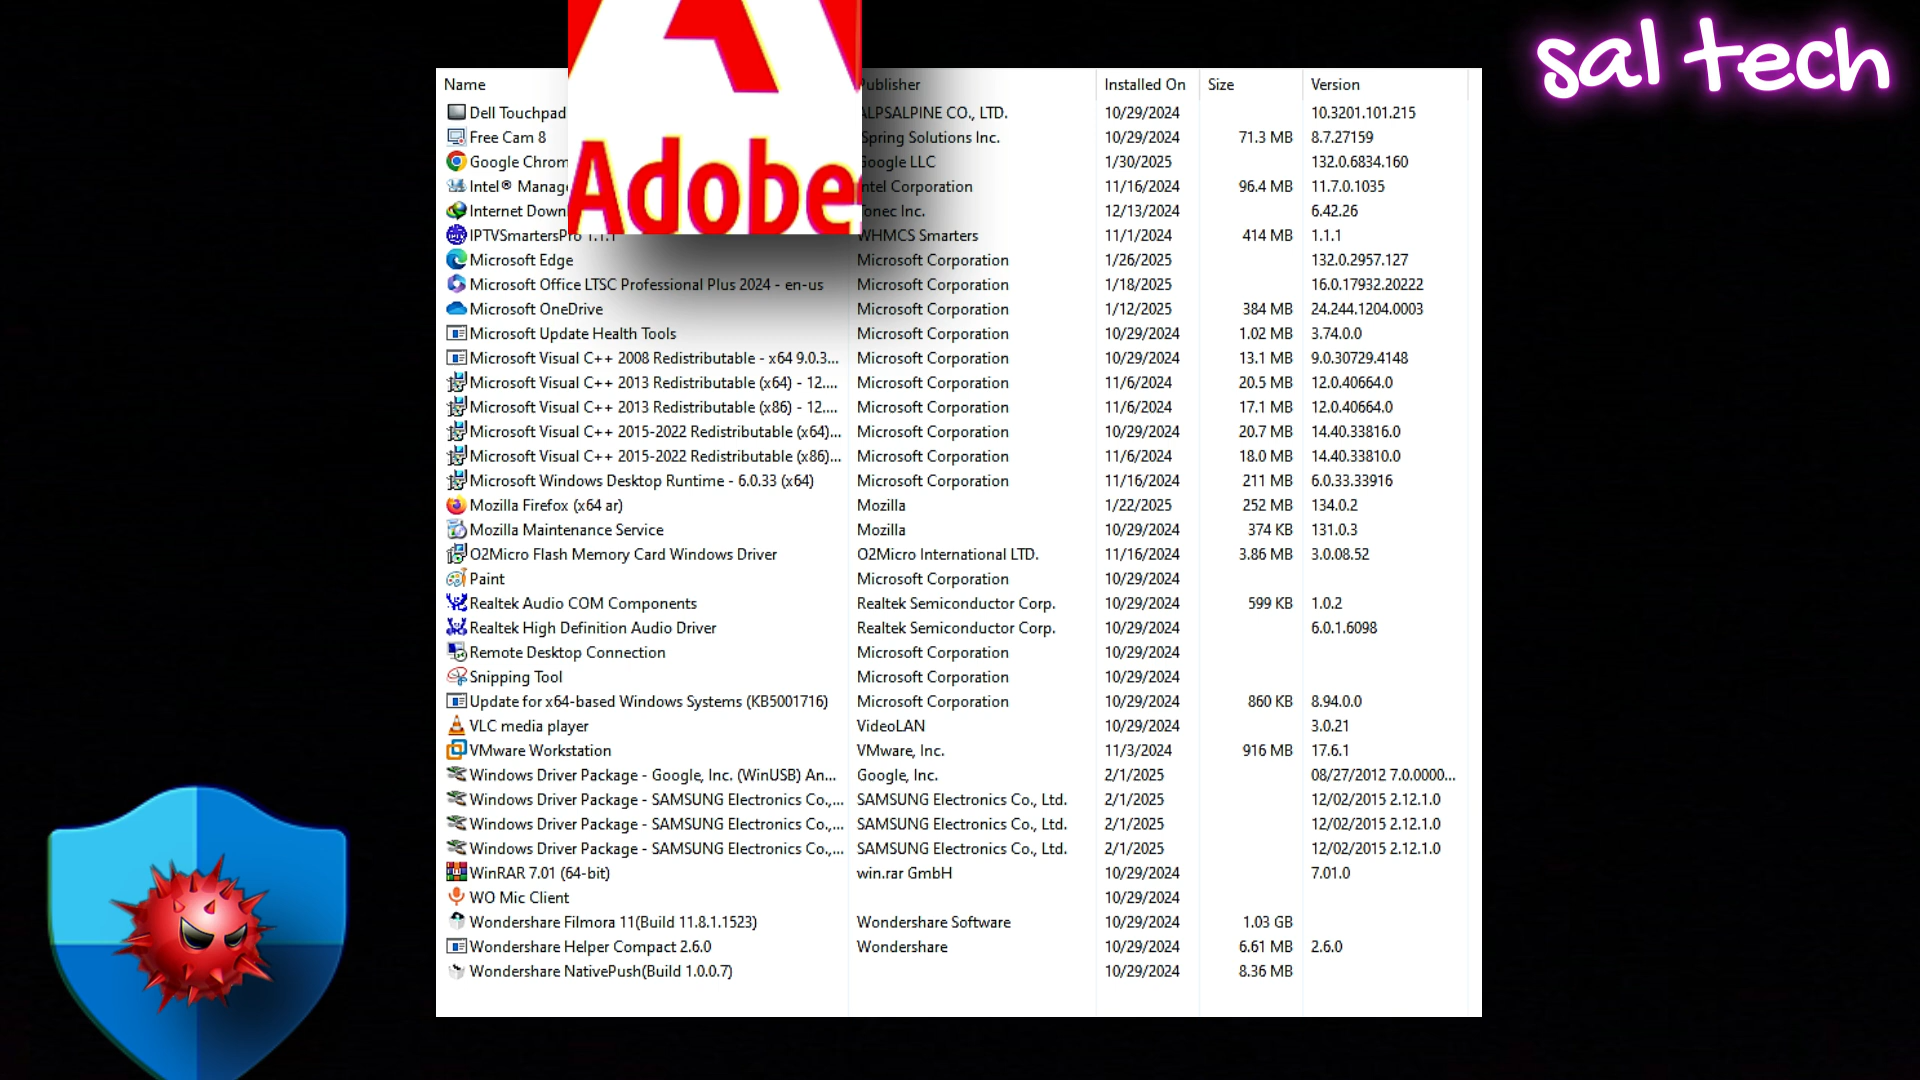 sal tech
Adobe
Name Publisher Installed On Size Version
Dell Touchpad ALPSALPINE CO., LTD. 10/29/2024 10.3201.101.215
Free Cam 8 iSpring Solutions Inc. 10/29/2024 71.3 MB 8.7.27159
Google Chrom Google LLC 1/30/2025 132.0.6834.160
Intel® Manag Intel Corporation 11/16/2024 96.4 MB 11.7.0.1035
Internet Down Tonec Inc. 12/13/2024 6.42.26
IPTVSmartersPro 1.1.1 WHMCS Smarters 11/1/2024 414 MB 1.1.1
Microsoft Edge Microsoft Corporation 1/26/2025 132.0.2957.127
Microsoft Office LTSC Professional Plus 2024 - en-us Microsoft Corporation 1/18/2025 16.0.17932.20222
Microsoft OneDrive Microsoft Corporation 1/12/2025 384 MB 24.244.1204.0003
Microsoft Update Health Tools Microsoft Corporation 10/29/2024 1.02 MB 3.74.0.0
Microsoft Visual C++ 2008 Redistributable - x64 9.0.3... Microsoft Corporation 10/29/2024 13.1 MB 9.0.30729.4148
Microsoft Visual C++ 2013 Redistributable (x64) - 12.... Microsoft Corporation 11/6/2024 20.5 MB 12.0.40664.0
Microsoft Visual C++ 2013 Redistributable (x86) - 12.... Microsoft Corporation 11/6/2024 17.1 MB 12.0.40664.0
Microsoft Visual C++ 2015-2022 Redistributable (x64)... Microsoft Corporation 10/29/2024 20.7 MB 14.40.33816.0
Microsoft Visual C++ 2015-2022 Redistributable (x86)... Microsoft Corporation 11/6/2024 18.0 MB 14.40.33810.0
Microsoft Windows Desktop Runtime - 6.0.33 (x64) Microsoft Corporation 11/16/2024 211 MB 6.0.33.33916
Mozilla Firefox (x64 ar) Mozilla 1/22/2025 252 MB 134.0.2
Mozilla Maintenance Service Mozilla 10/29/2024 374 KB 131.0.3
O2Micro Flash Memory Card Windows Driver O2Micro International LTD. 11/16/2024 3.86 MB 3.0.08.52
Paint Microsoft Corporation 10/29/2024
Realtek Audio COM Components Realtek Semiconductor Corp. 10/29/2024 599 KB 1.0.2
Realtek High Definition Audio Driver Realtek Semiconductor Corp. 10/29/2024 6.0.1.6098
Remote Desktop Connection Microsoft Corporation 10/29/2024
Snipping Tool Microsoft Corporation 10/29/2024
Update for x64-based Windows Systems (KB5001716) Microsoft Corporation 10/29/2024 860 KB 8.94.0.0
VLC media player VideoLAN 10/29/2024 3.0.21
VMware Workstation VMware, Inc. 11/3/2024 916 MB 17.6.1
Windows Driver Package - Google, Inc. (WinUSB) An... Google, Inc. 2/1/2025 08/27/2012 7.0.0000...
Windows Driver Package - SAMSUNG Electronics Co.,... SAMSUNG Electronics Co., Ltd. 2/1/2025 12/02/2015 2.12.1.0
Windows Driver Package - SAMSUNG Electronics Co.,... SAMSUNG Electronics Co., Ltd. 2/1/2025 12/02/2015 2.12.1.0
Windows Driver Package - SAMSUNG Electronics Co.,... SAMSUNG Electronics Co., Ltd. 2/1/2025 12/02/2015 2.12.1.0
WinRAR 7.01 (64-bit) win.rar GmbH 10/29/2024 7.01.0
WO Mic Client 10/29/2024
Wondershare Filmora 11(Build 11.8.1.1523) Wondershare Software 10/29/2024 1.03 GB
Wondershare Helper Compact 2.6.0 Wondershare 10/29/2024 6.61 MB 2.6.0
Wondershare NativePush(Build 1.0.0.7) 10/29/2024 8.36 MB